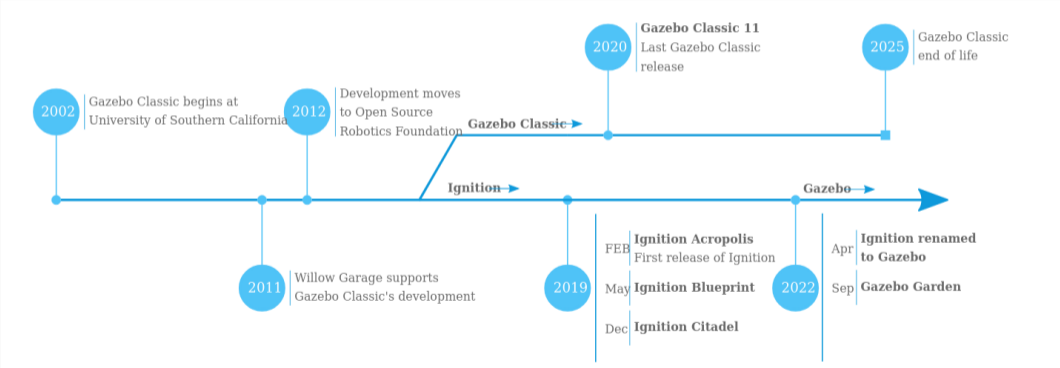 2002
Gazebo Classic begins at
University of Southern California
2012
Development moves
to Open Source
Robotics Foundation
Gazebo Classic
2020
Gazebo Classic 11
Last Gazebo Classic
release
2025
Gazebo Classic
end of life
Ignition
Gazebo
2011
Willow Garage supports
Gazebo Classic's development
2019
FEB
Ignition Acropolis
First release of Ignition
May
Ignition Blueprint
Dec
Ignition Citadel
2022
Apr
Ignition renamed
to Gazebo
Sep
Gazebo Garden